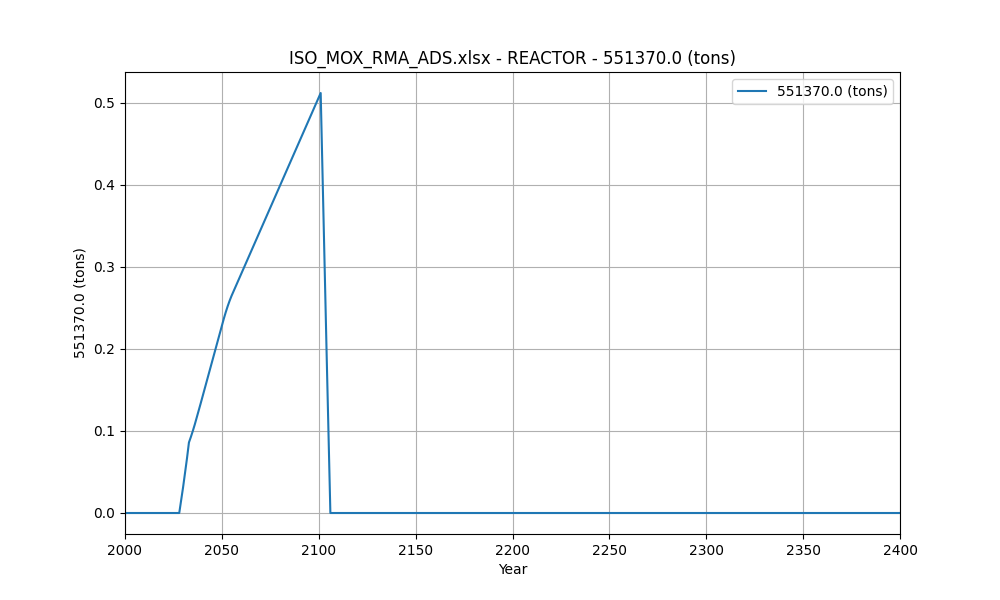 ISO_MOX_RMA_ADS.xlsx - REACTOR - 551370.0 (tons)
551370.0 (tons)
551370.0 (tons)
0.5
0.4
0.3
0.2
0.1
0.0
2000 2050 2100 2150 2200 2250 2300 2350 2400
Year